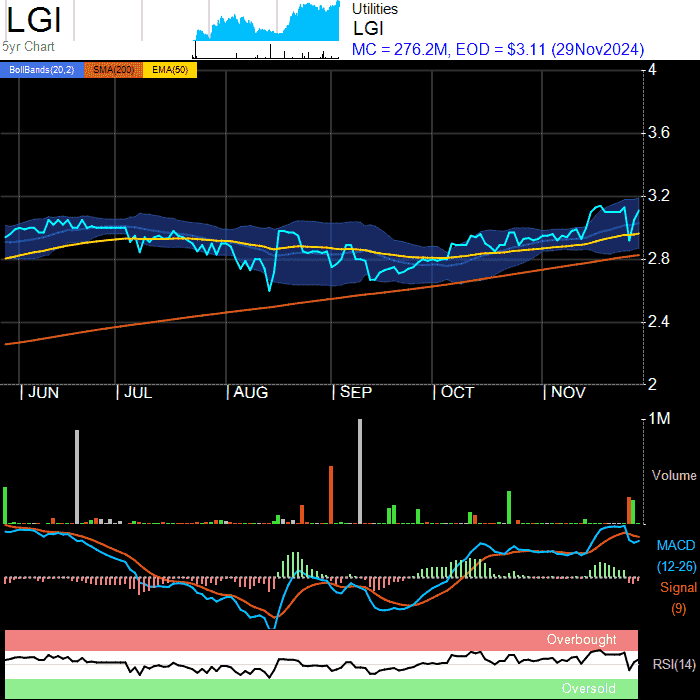 LGI
5yr Chart
Utilities
LGI
MC = 276.2M, EOD = $3.11 (29Nov2024)
BollBands(20,2) SMA(200) EMA(50)
4
3.6
3.2
2.8
2.4
2
JUN JUL AUG SEP OCT NOV
1M
Volume
MACD
(12-26)
Signal
(9)
Overbought
RSI(14)
Oversold